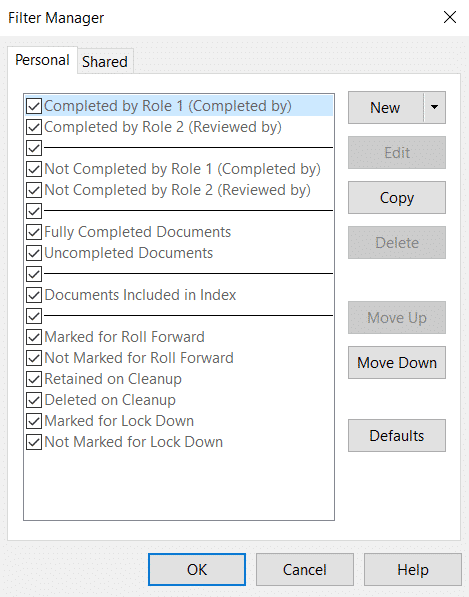 Filter Manager
Personal Shared
Completed by Role 1 (Completed by)
Completed by Role 2 (Reviewed by)
Not Completed by Role 1 (Completed by)
Not Completed by Role 2 (Reviewed by)
Fully Completed Documents
Uncompleted Documents
Documents Included in Index
Marked for Roll Forward
Not Marked for Roll Forward
Retained on Cleanup
Deleted on Cleanup
Marked for Lock Down
Not Marked for Lock Down
New
Edit
Copy
Delete
Move Up
Move Down
Defaults
OK Cancel Help